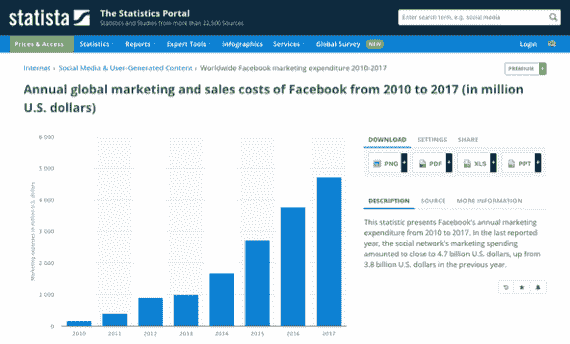 statista
The Statistics Portal
Statistics and Studies from more than 22,500 Sources
Enter search term, e.g. social media
Prices & Access
Statistics
Reports
Expert Tools
Infographics
Services
Global Survey
NEW
Login
Internet › Social Media & User-Generated Content › Worldwide Facebook marketing expenditure 2010-2017
PREMIUM +
Annual global marketing and sales costs of Facebook from 2010 to 2017 (in million
U.S. dollars)
Marketing expenses in million U.S. dollars
6 000
5 000
4 000
3 000
2 000
1 000
0
2010
2011
2012
2013
2014
2015
2016
2017
DOWNLOAD
SETTINGS
SHARE
PNG +
PDF +
XLS +
PPT +
DESCRIPTION
SOURCE
MORE INFORMATION
This statistic presents Facebook's annual marketing
expenditure from 2010 to 2017. In the last reported
year, the social network's marketing spending
amounted to close to 4.7 billion U.S. dollars, up from
3.8 billion U.S. dollars in the previous year.